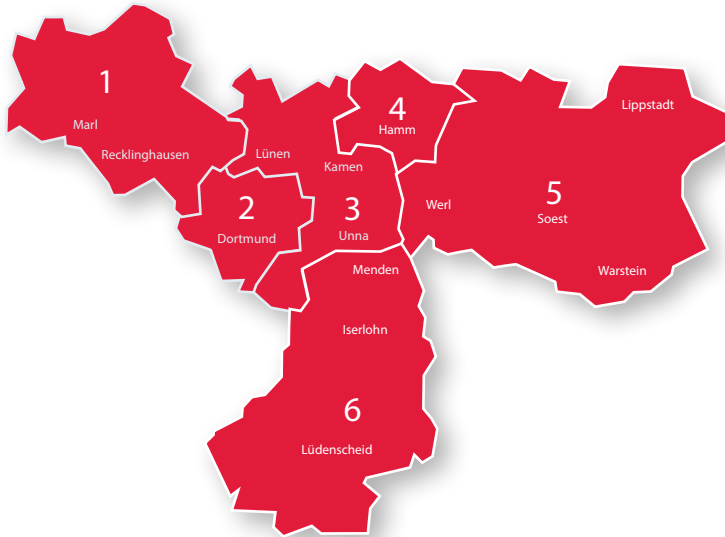 1
Marl
Recklinghausen
2
Dortmund
Lünen
Kamen
3
Unna
4
Hamm
5
Soest
Lippstadt
Werl
Warstein
Menden
Iserlohn
6
Lüdenscheid